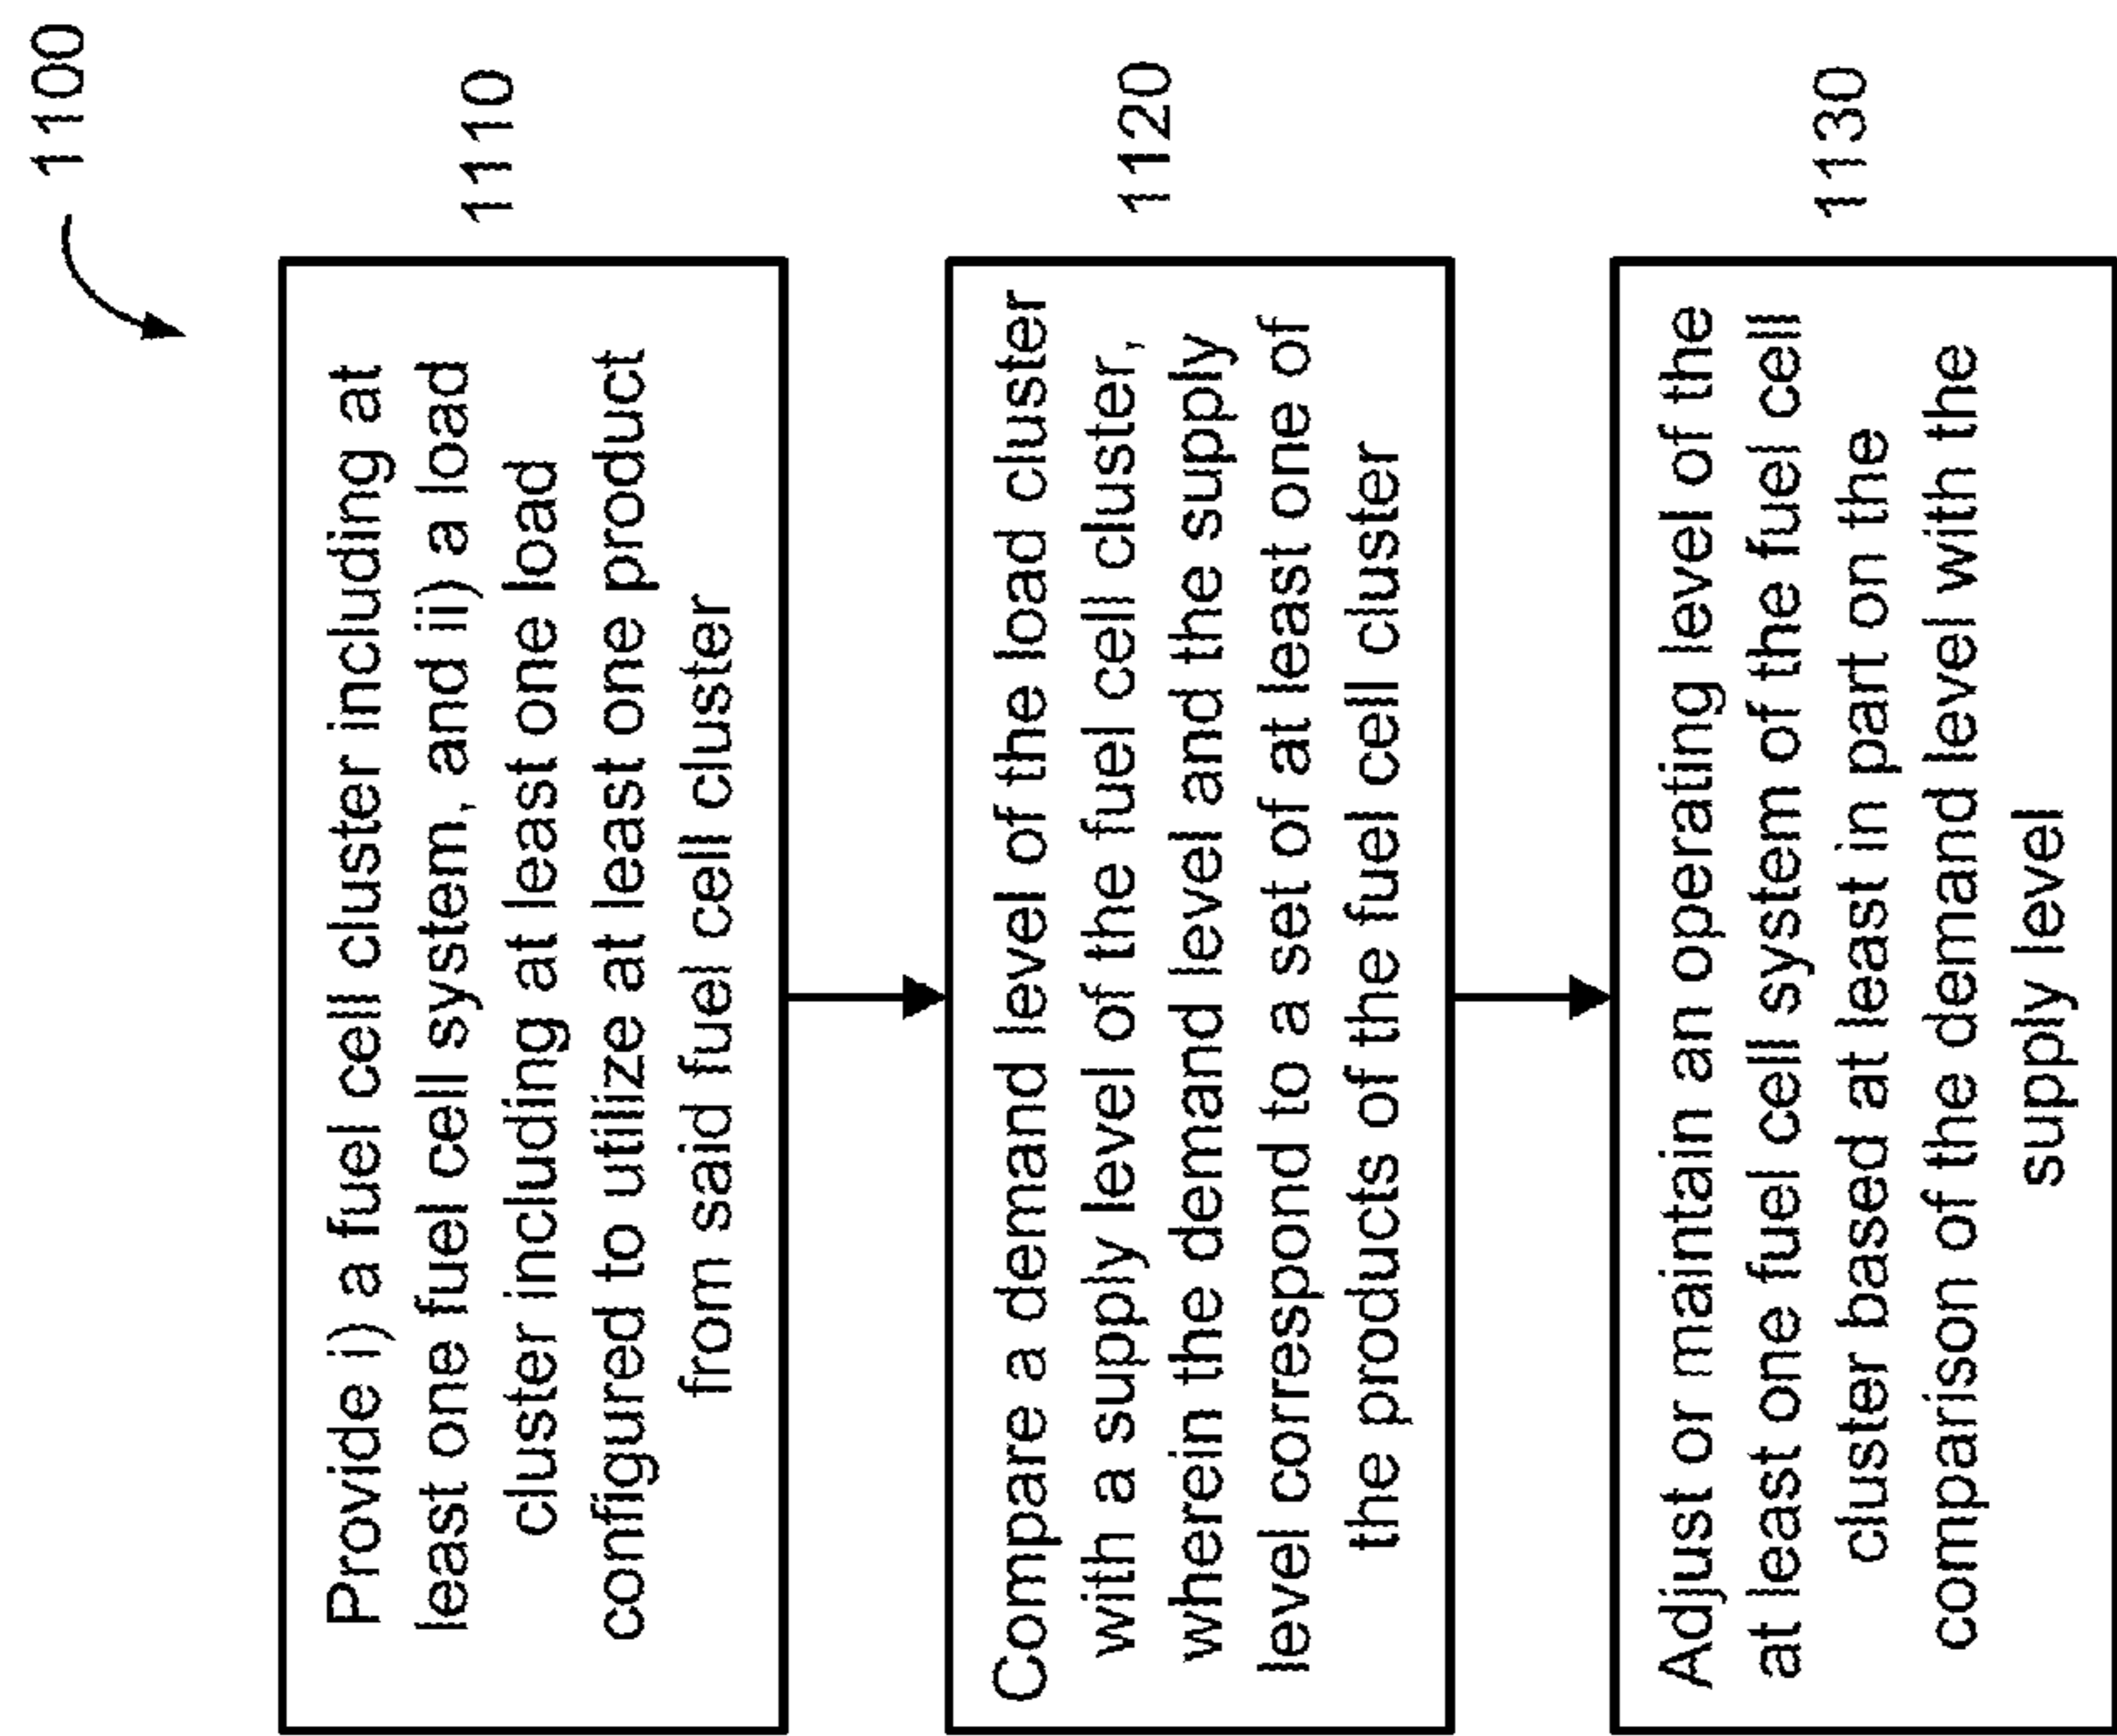 1100
Provide i) a fuel cell cluster including at
least one fuel cell system, and ii) a load
cluster including at least one load
configured to utilize at least one product
from said fuel cell cluster
1110
Compare a demand level of the load cluster
with a supply level of the fuel cell cluster,
wherein the demand level and the supply
level correspond to a set of at least one of
the products of the fuel cell cluster
1120
Adjust or maintain an operating level of the
at least one fuel cell system of the fuel cell
cluster based at least in part on the
comparison of the demand level with the
supply level
1130